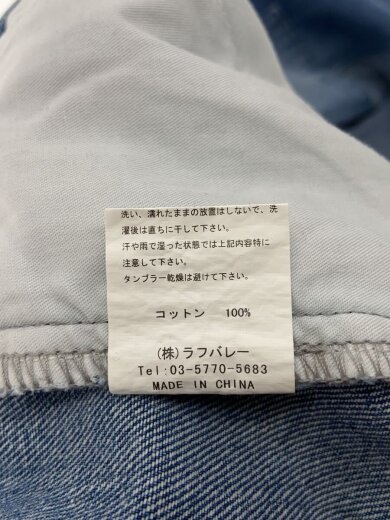 洗い、濡れたままの放置はしないで、洗
濯後は直ちに干して下さい。
汗や雨で湿った状態では上記内容特に
注意して下さい。
タンブラー乾燥は避けて下さい。
コットン 100%
(株)ラフバレー
Tel:03-5770-5683
MADE IN CHINA